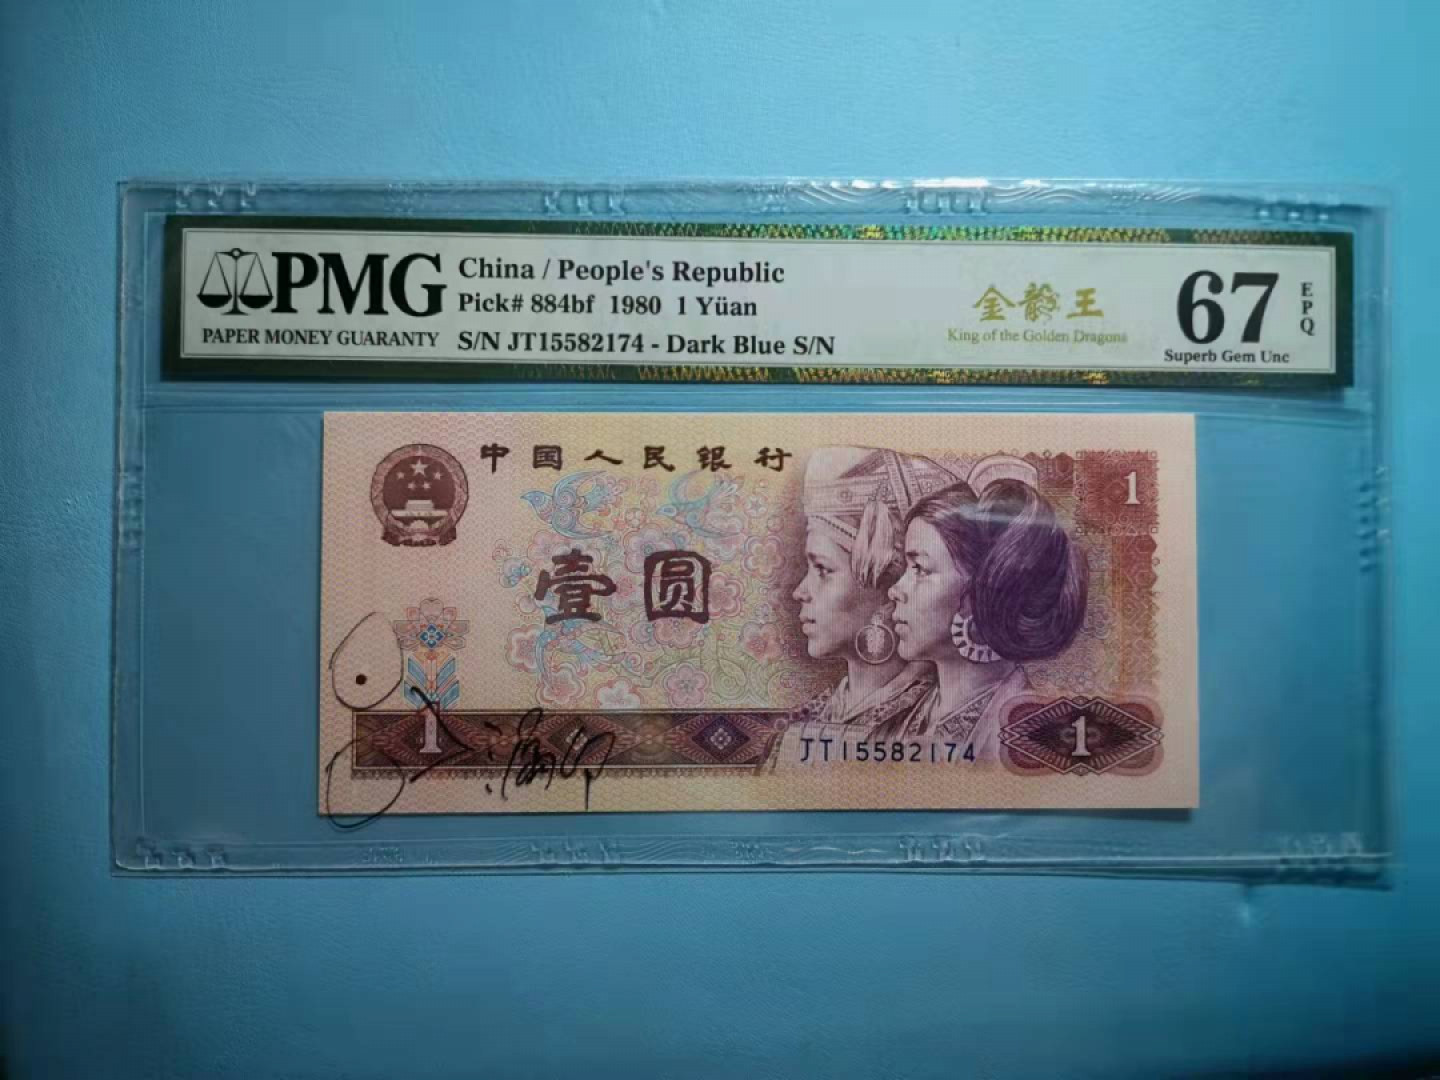 PMG
PAPER MONEY GUARANTY
China / People's Republic
Pick# 884bf 1980 1 Yüan
S/N JT15582174 - Dark Blue S/N
金龍王
King of the Golden Dragons
67
EPQ
Superb Gem Unc
中国人民银行
1
壹圆
1
JT15582174
1